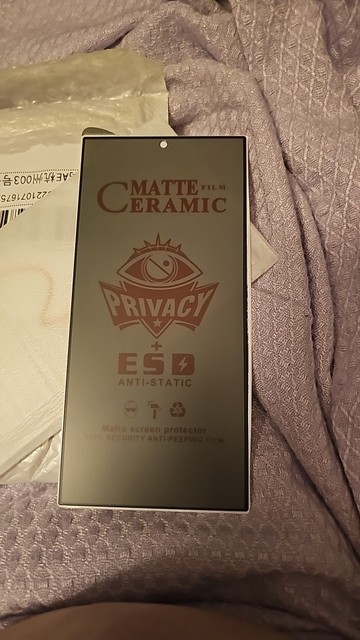 MATTE FILM
CERAMIC
PRIVACY
+
ESD
ANTI-STATIC
Matte screen protector
SECURITY ANTI-PEEPING FILM